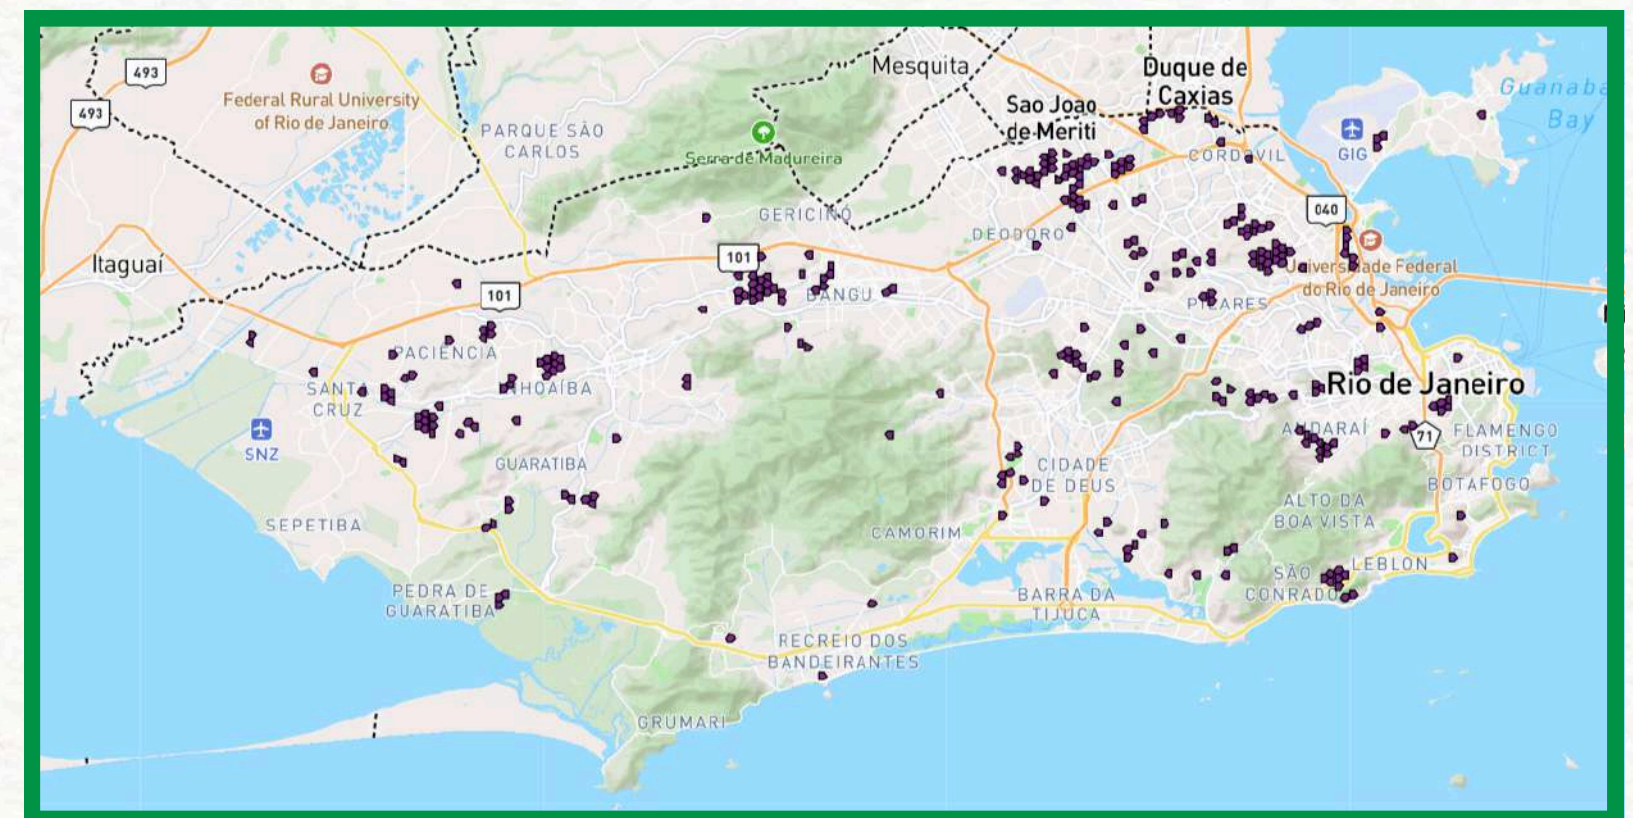 493
493
Federal Rural University
of Rio de Janeiro
PARQUE SÃO
CARLOS
Serra de Madureira
Mesquita
Duque de
Caxias
Sao Joao
de Meriti
Guanaba
Bay
GIG
CORDOVIL
040
GERICINÓ
DEODORO
Itaguaí
101
101
BANGU
Universidade Federal
do Rio de Janeiro
PILARES
PACIÊNCIA
SANTA
CRUZ
INHOAÍBA
Rio de Janeiro
SNZ
ANDARAÍ
71
FLAMENGO
DISTRICT
GUARATIBA
CIDADE
DE DEUS
BOTAFOGO
ALTO DA
BOA VISTA
SEPETIBA
CAMORIM
LEBLON
SÃO
CONRADO
PEDRA DE
GUARATIBA
BARRA DA
TIJUCA
RECREIO DOS
BANDEIRANTES
GRUMARI